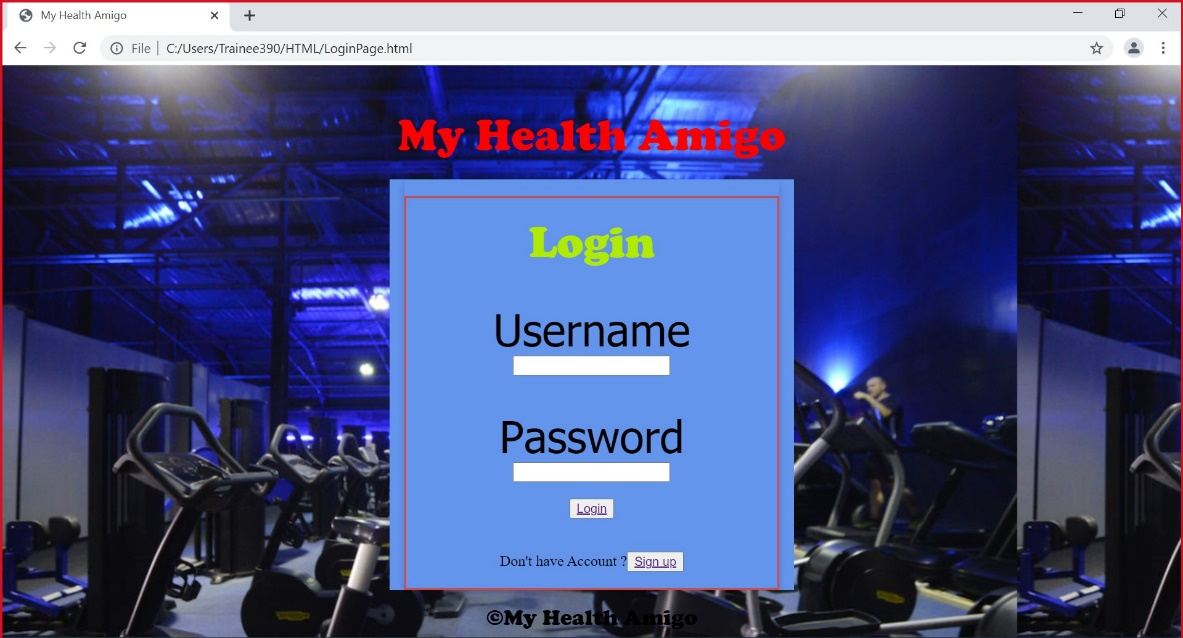 My Health Amigo
File | C:/Users/Trainee390/HTML/LoginPage.html
My Health Amigo
Login
Username
Password
Login
Don't have Account ? Sign up
©My Health Amigo